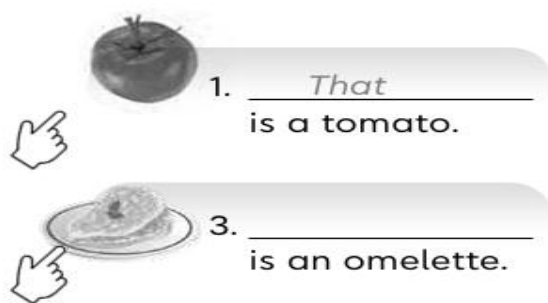 1. That
is a tomato.
3.
is an omelette.